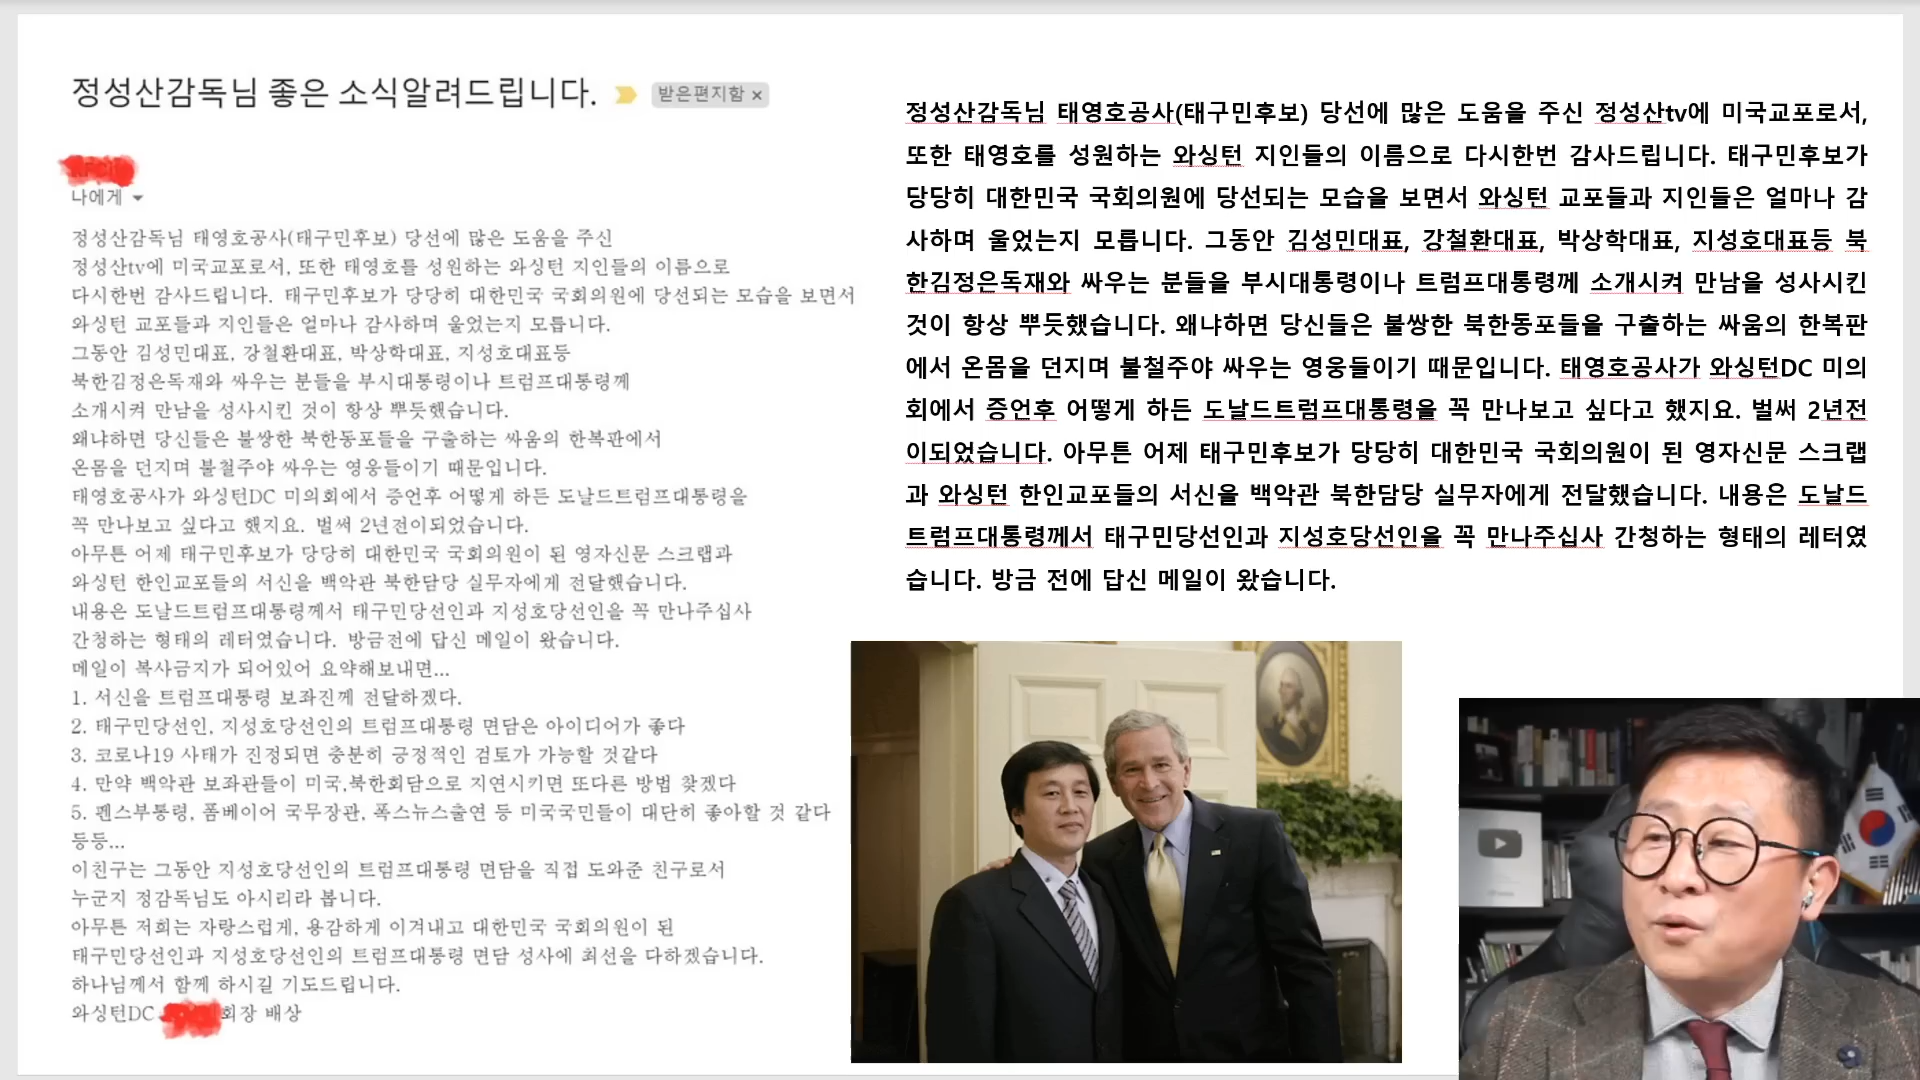 정성산감독님 좋은 소식알려드립니다.
받은편지함 ×
나에게
정성산감독님 태영호공사(태구민후보) 당선에 많은 도움을 주신
정성산tv에 미국교포로서, 또한 태영호를 성원하는 와싱턴 지인들의 이름으로
다시한번 감사드립니다. 태구민후보가 당당히 대한민국 국회의원에 당선되는 모습을 보면서
와싱턴 교포들과 지인들은 얼마나 감사하며 울었는지 모릅니다.
그동안 김성민대표, 강철환대표, 박상학대표, 지성호대표등
북한김정은독재와 싸우는 분들을 부시대통령이나 트럼프대통령께
소개시켜 만남을 성사시킨 것이 항상 뿌듯했습니다.
왜냐하면 당신들은 불쌍한 북한동포들을 구출하는 싸움의 한복판에서
온몸을 던지며 불철주야 싸우는 영웅들이기 때문입니다.
태영호공사가 와싱턴DC 미의회에서 증언후 어떻게 하든 도날드트럼프대통령을
꼭 만나보고 싶다고 했지요. 벌써 2년전이되었습니다.
아무튼 어제 태구민후보가 당당히 대한민국 국회의원이 된 영자신문 스크랩과
와싱턴 한인교포들의 서신을 백악관 북한담당 실무자에게 전달했습니다.
내용은 도날드트럼프대통령께서 태구민당선인과 지성호당선인을 꼭 만나주십사
간청하는 형태의 레터였습니다. 방금전에 답신 메일이 왔습니다.
메일이 복사금지가 되어있어 요약해보내면...
1. 서신을 트럼프대통령 보좌진께 전달하겠다.
2. 태구민당선인, 지성호당선인의 트럼프대통령 면담은 아이디어가 좋다
3. 코로나19 사태가 진정되면 충분히 긍정적인 검토가 가능할 것같다
4. 만약 백악관 보좌관들이 미국,북한회담으로 지연시키면 또다른 방법 찾겠다
5. 펜스부통령, 폼베이어 국무장관, 폭스뉴스출연 등 미국국민들이 대단히 좋아할 것 같다
등등...
이친구는 그동안 지성호당선인의 트럼프대통령 면담을 직접 도와준 친구로서
누군지 정감독님도 아시리라 봅니다.
아무튼 저희는 자랑스럽게, 용감하게 이겨내고 대한민국 국회의원이 된
태구민당선인과 지성호당선인의 트럼프대통령 면담 성사에 최선을 다하겠습니다.
하나님께서 함께 하시길 기도드립니다.
와싱턴DC 회장 배상
정성산감독님 태영호공사(태구민후보) 당선에 많은 도움을 주신 정성산tv에 미국교포로서,
또한 태영호를 성원하는 와싱턴 지인들의 이름으로 다시한번 감사드립니다. 태구민후보가
당당히 대한민국 국회의원에 당선되는 모습을 보면서 와싱턴 교포들과 지인들은 얼마나 감
사하며 울었는지 모릅니다. 그동안 김성민대표, 강철환대표, 박상학대표, 지성호대표등 북
한김정은독재와 싸우는 분들을 부시대통령이나 트럼프대통령께 소개시켜 만남을 성사시킨
것이 항상 뿌듯했습니다. 왜냐하면 당신들은 불쌍한 북한동포들을 구출하는 싸움의 한복판
에서 온몸을 던지며 불철주야 싸우는 영웅들이기 때문입니다. 태영호공사가 와싱턴DC 미의
회에서 증언후 어떻게 하든 도날드트럼프대통령을 꼭 만나보고 싶다고 했지요. 벌써 2년전
이되었습니다. 아무튼 어제 태구민후보가 당당히 대한민국 국회의원이 된 영자신문 스크랩
과 와싱턴 한인교포들의 서신을 백악관 북한담당 실무자에게 전달했습니다. 내용은 도날드
트럼프대통령께서 태구민당선인과 지성호당선인을 꼭 만나주십사 간청하는 형태의 레터였
습니다. 방금 전에 답신 메일이 왔습니다.